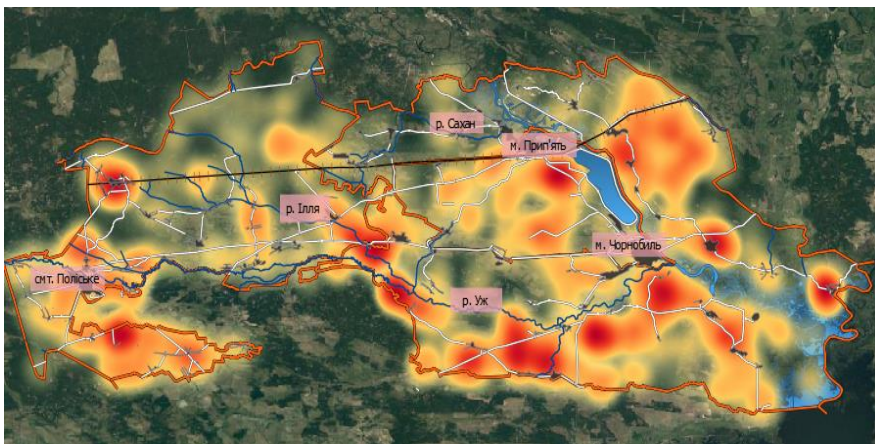 р. Сахан
м. Прип'ять
р. Ілля
м. Чорнобиль
смт. Поліське
р. Уж